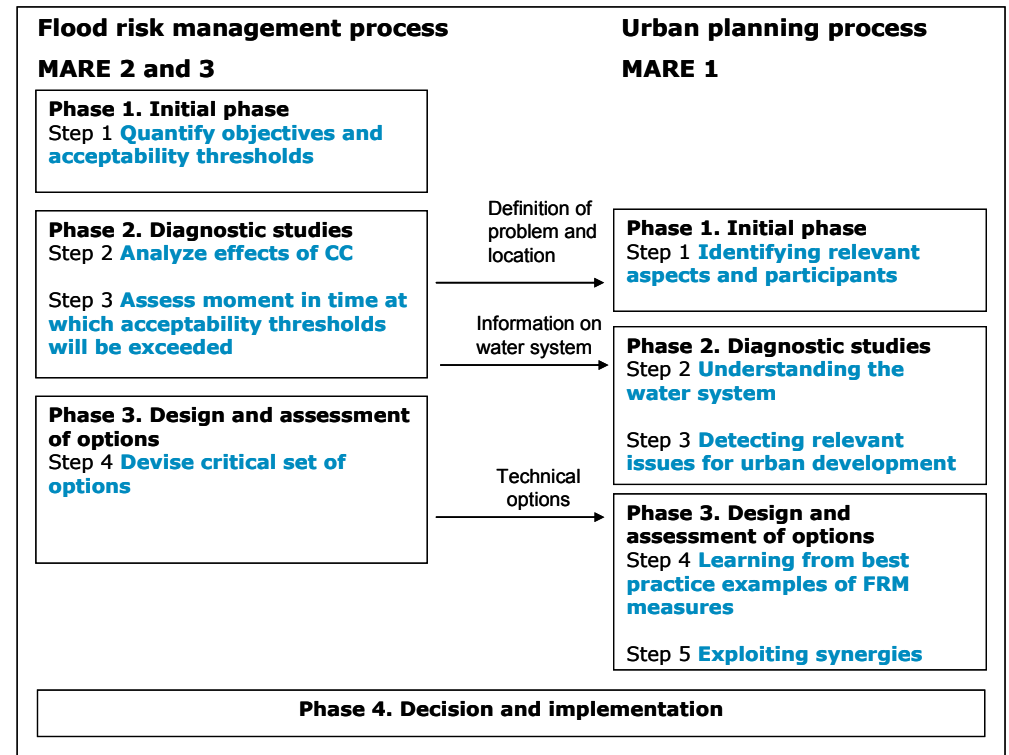 Flood risk management process
MARE 2 and 3
Phase 1. Initial phase
Step 1 Quantify objectives and
acceptability thresholds
Phase 2. Diagnostic studies
Step 2 Analyze effects of CC
Step 3 Assess moment in time at
which acceptability thresholds
will be exceeded
Phase 3. Design and assessment
of options
Step 4 Devise critical set of
options
Definition of
problem and
location
Information on
water system
Technical
options
Urban planning process
MARE 1
Phase 1. Initial phase
Step 1 Identifying relevant
aspects and participants
Phase 2. Diagnostic studies
Step 2 Understanding the
water system
Step 3 Detecting relevant
issues for urban development
Phase 3. Design and
assessment of options
Step 4 Learning from best
practice examples of FRM
measures
Step 5 Exploiting synergies
Phase 4. Decision and implementation